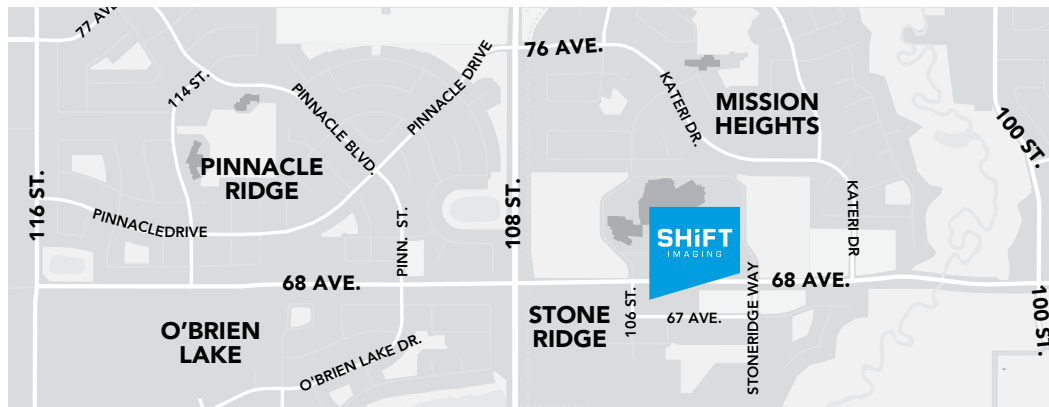 77 AVE.
76 AVE.
PINNACLE DRIVE
114 ST.
PINNACLE BLVD.
KATERI DR.
MISSION
HEIGHTS
100 ST.
PINNACLE
RIDGE
116 ST.
108 ST.
KATERI DR
PINNACLEDRIVE
PINN. ST.
SHiFT
IMAGING
68 AVE.
68 AVE.
STONERIDGE WAY
106 ST.
67 AVE.
STONE
RIDGE
100 ST.
O'BRIEN
LAKE
O'BRIEN LAKE DR.